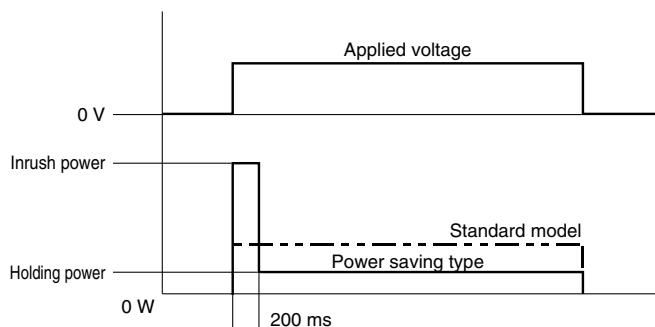 Applied voltage
0 V
Inrush power
Standard model
Holding power
Power saving type
0 W
200 ms